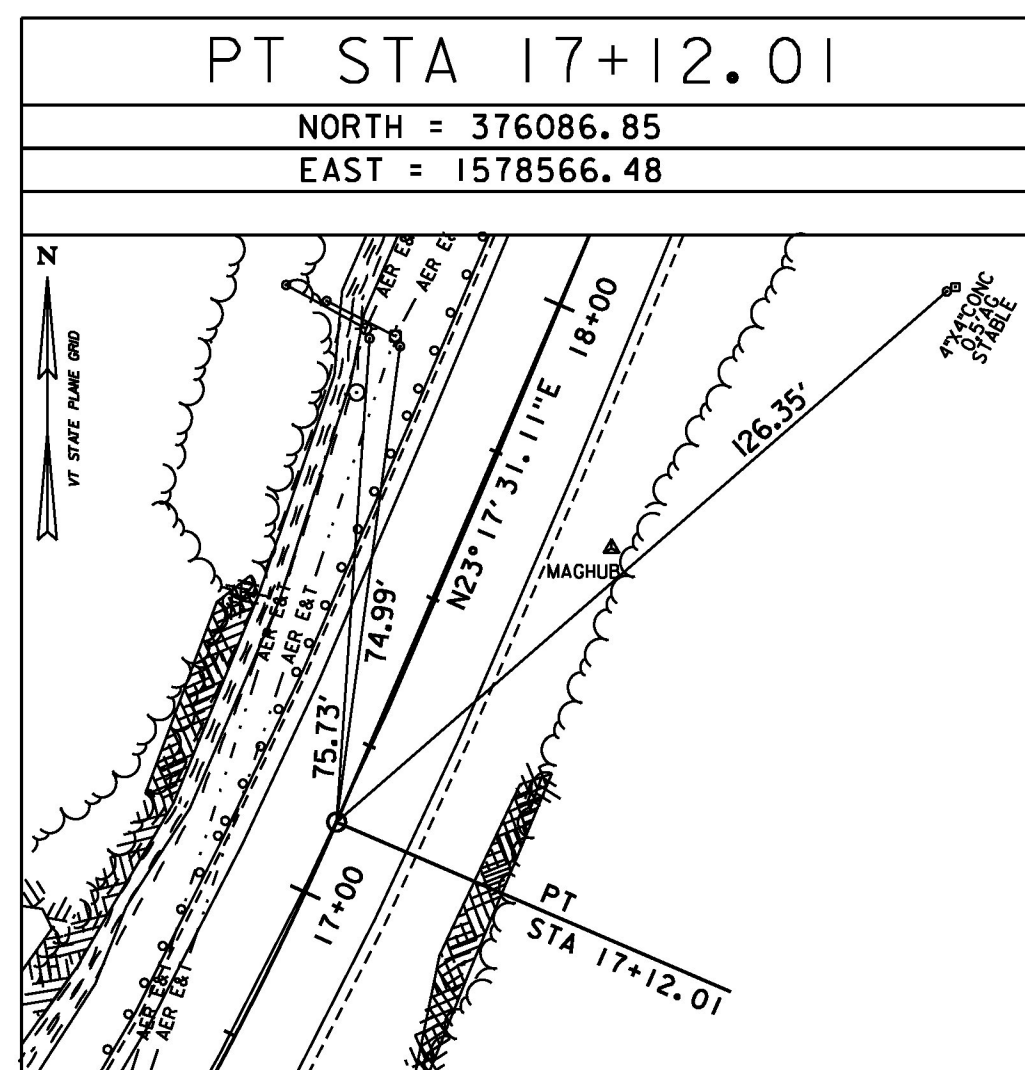 PT STA 17+12.01
NORTH = 376086.85
EAST = 1578566.48
N
VT STATE PLANE GRID
AER E&
AER E&
18+00
4"X4"CONC
0.5'AG
STABLE
126.35'
N23° 17' 31.11"E
MAGHUB
74.99'
AER E&T
AER E&T
75.73'
17+00
PT
STA 17+12.01
AER E&T
AER E&T